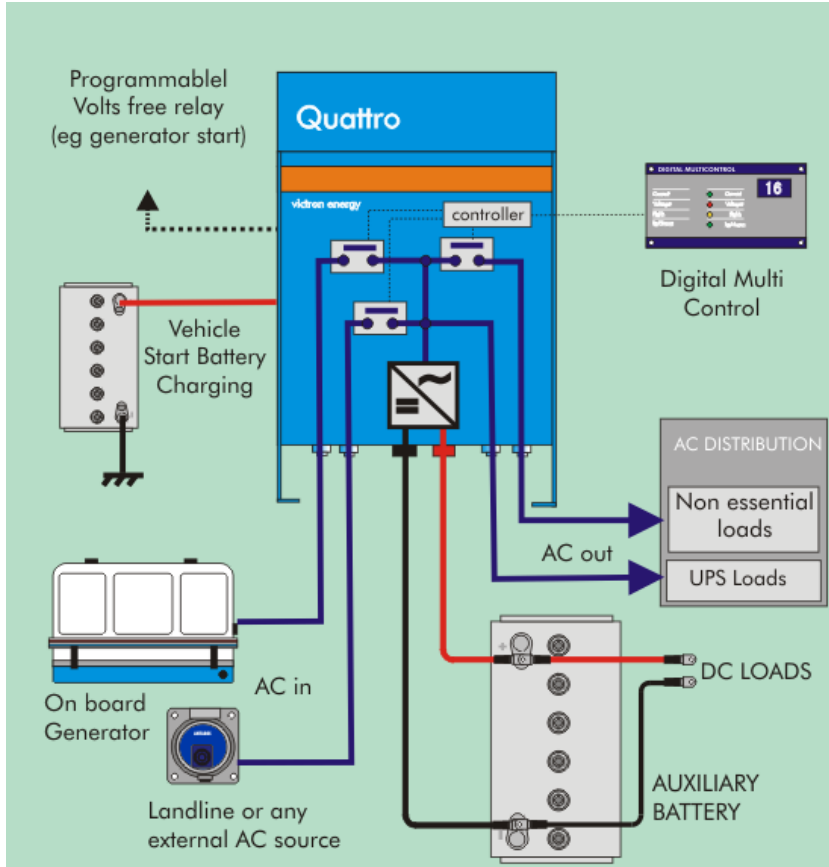 Programmablel
Volts free relay
(eg generator start)
Quattro
victron energy
controller
DIGITAL MULTICONTROL
16
Digital Multi
Control
Vehicle
Start Battery
Charging
AC DISTRIBUTION
Non essential
loads
UPS Loads
AC out
AC in
On board
Generator
Landline or any
external AC source
+
DC LOADS
AUXILIARY
BATTERY